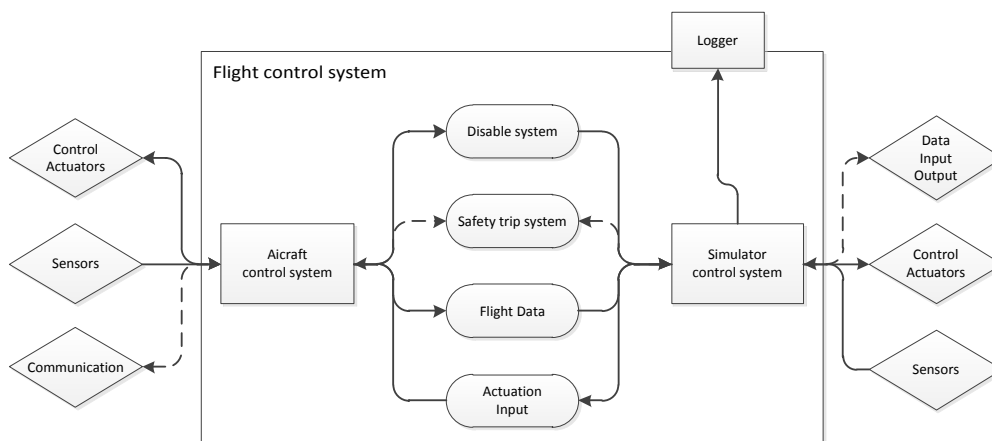 Logger
Flight control system
Control
Actuators
Sensors
Communication
Aicraft
control system
Disable system
Safety trip system
Flight Data
Actuation
Input
Simulator
control system
Data
Input
Output
Control
Actuators
Sensors